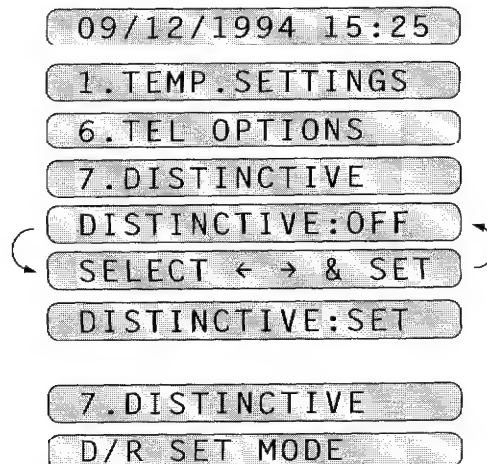 09/12/1994 15:25
1.TEMP.SETTINGS
6.TEL OPTIONS
7.DISTINCTIVE
DISTINCTIVE:OFF
SELECT ← → & SET
DISTINCTIVE:SET
7.DISTINCTIVE
D/R SET MODE